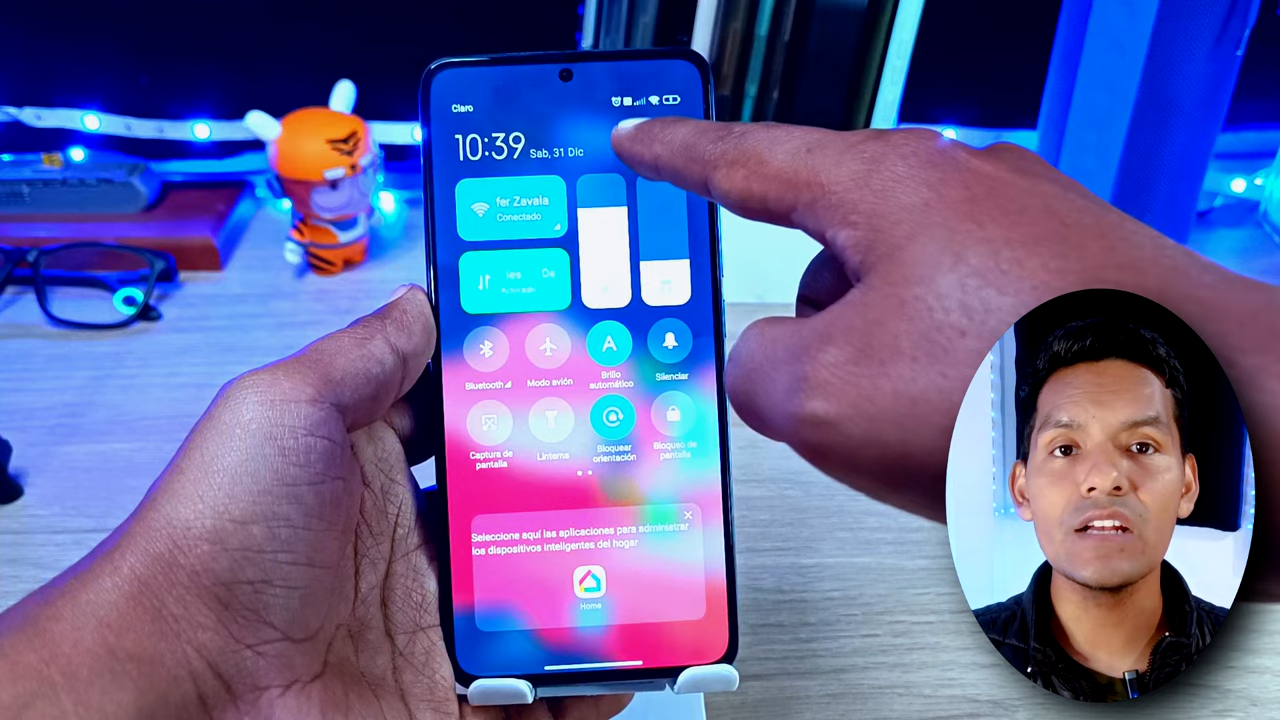 Claro
10:39 Sab, 31 Dic
fer Zavala
Conectado
Bluetooth
Modo avión
Brillo
automático
Silenciar
Captura de
pantalla
Linterna
Bloquear
orientación
Bloqueo de
pantalla
Seleccione aquí las aplicaciones para administrar
los dispositivos inteligentes del hogar
Home